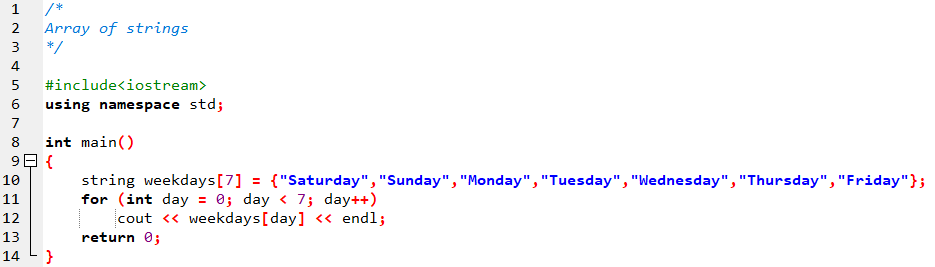 1 /*
2 Array of strings
3 */
4
5 #include<iostream>
6 using namespace std;
7
8 int main()
9 {
10 string weekdays[7] = {"Saturday","Sunday","Monday","Tuesday","Wednesday","Thursday","Friday"};
11 for (int day = 0; day < 7; day++)
12 cout << weekdays[day] << endl;
13 return 0;
14 }